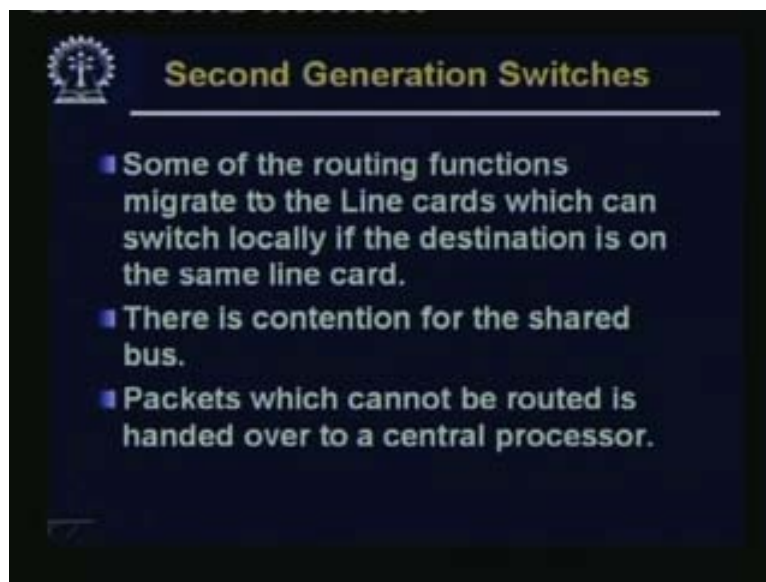 Second Generation Switches
Some of the routing functions
migrate to the Line cards which can
switch locally if the destination is on
the same line card.
There is contention for the shared
bus.
Packets which cannot be routed is
handed over to a central processor.